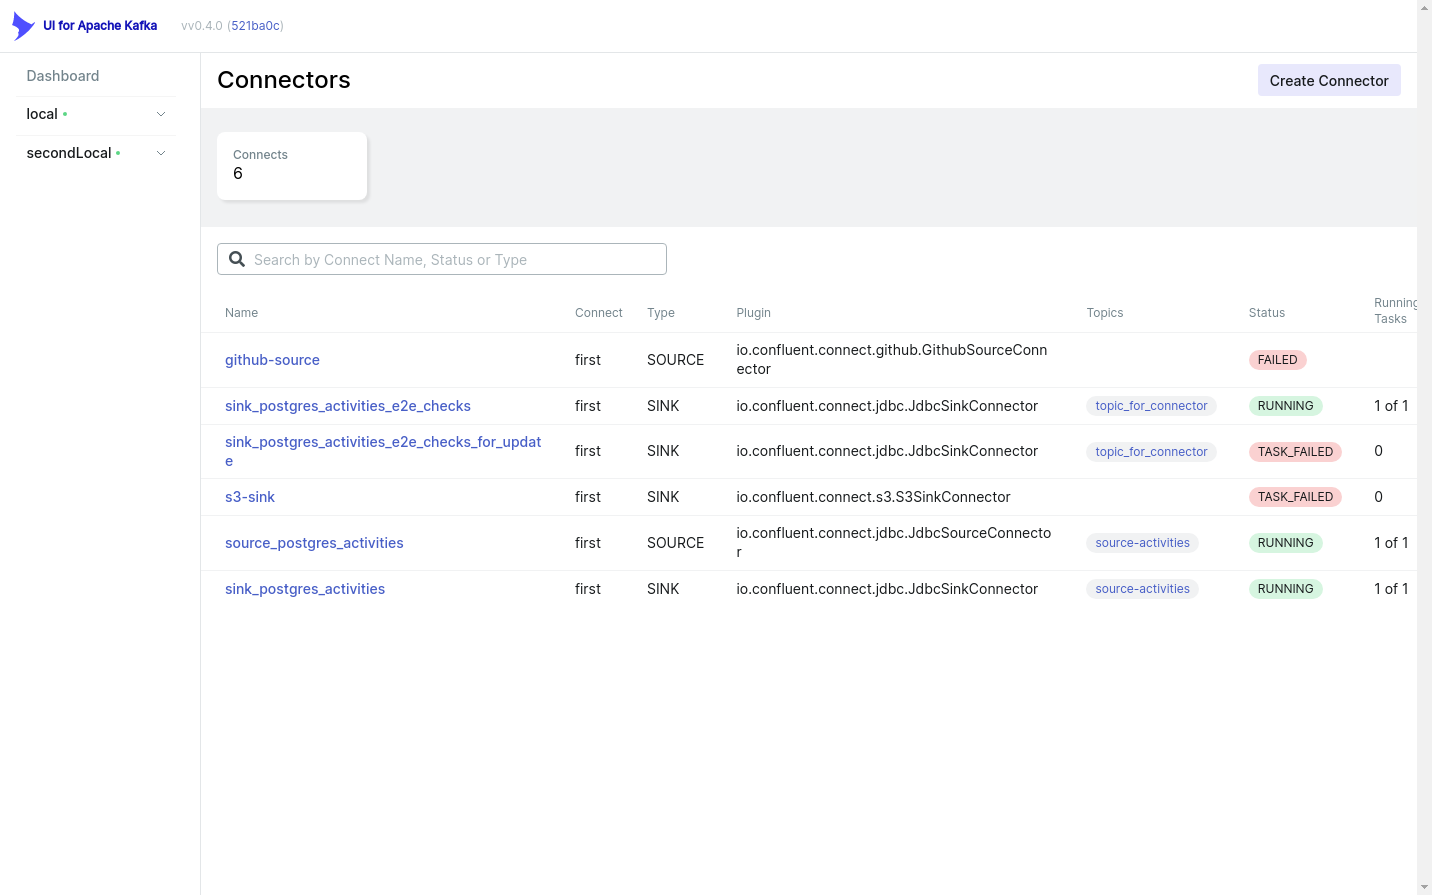 UI for Apache Kafka
vv0.4.0 (521ba0c)
Dashboard
local
secondLocal
Connectors
Create Connector
Connects
6
Search by Connect Name, Status or Type
Name Connect Type Plugin Topics Status Running
Tasks
github-source first SOURCE io.confluent.connect.github.GithubSourceConn
ector FAILED
sink_postgres_activities_e2e_checks first SINK io.confluent.connect.jdbc.JdbcSinkConnector topic_for_connector RUNNING 1 of 1
sink_postgres_activities_e2e_checks_for_updat
e first SINK io.confluent.connect.jdbc.JdbcSinkConnector topic_for_connector TASK_FAILED 0
s3-sink first SINK io.confluent.connect.s3.S3SinkConnector TASK_FAILED 0
source_postgres_activities first SOURCE io.confluent.connect.jdbc.JdbcSourceConnecto
r source-activities RUNNING 1 of 1
sink_postgres_activities first SINK io.confluent.connect.jdbc.JdbcSinkConnector source-activities RUNNING 1 of 1